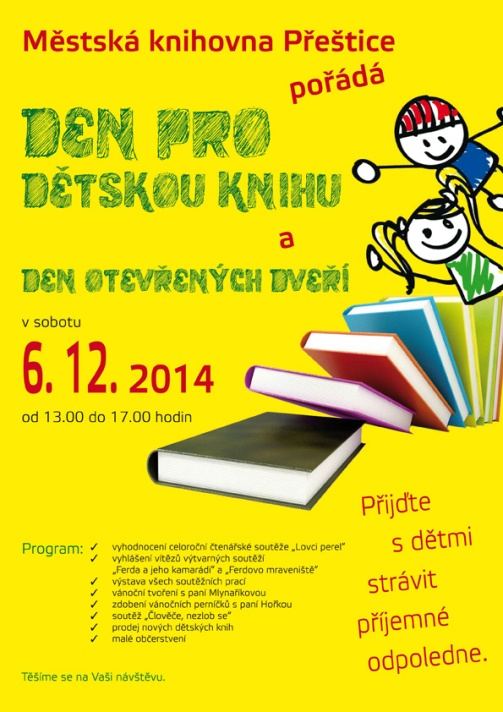 Městská knihovna Přeštice
pořádá
DEN PRO
DĚTSKOU KNIHU
a
DEN OTEVŘENÝCH DVEŘÍ
v sobotu
6. 12. 2014
od 13.00 do 17.00 hodin
Program: ✓ vyhodnocení celoroční čtenářské soutěže „Lovci perel"
✓ vyhlášení vítězů výtvarných soutěží
„Ferda a jeho kamarádi" a „Ferdovo mraveniště"
✓ výstava všech soutěžních prací
✓ vánoční tvoření s paní Mlynaříkovou
✓ zdobení vánočních perníčků s paní Hořkou
✓ soutěž „Člověče, nezlob se"
✓ prodej nových dětských knih
✓ malé občerstvení
Přijďte
s dětmi
strávit
příjemné
odpoledne.
Těšíme se na Vaši návštěvu.